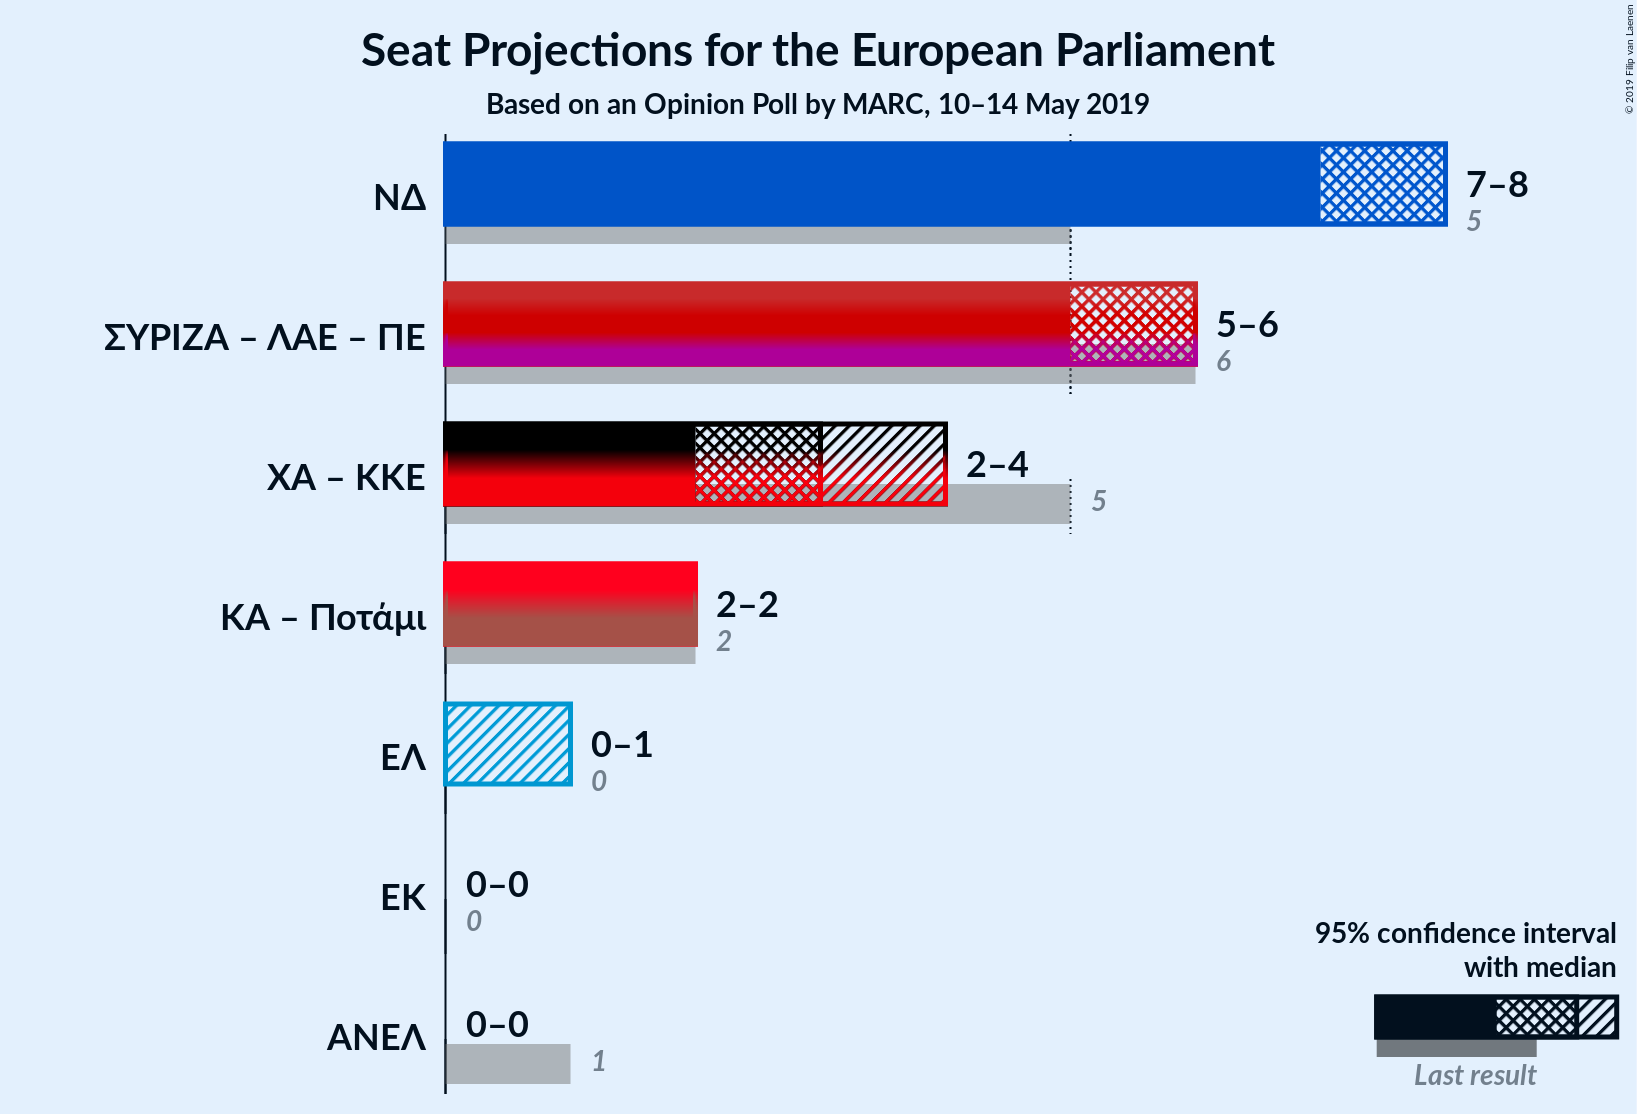 Seat Projections for the European Parliament
Based on an Opinion Poll by MARC, 10–14 May 2019
© 2019 Filip van Laenen
ΝΔ
7–8
5
ΣΥΡΙΖΑ – ΛΑΕ – ΠΕ
5–6
6
ΧΑ – ΚΚΕ
2–4
5
ΚΑ – Ποτάμι
2–2
2
ΕΛ
0–1
0
ΕΚ
0–0
0
ΑΝΕΛ
0–0
1
95% confidence interval
with median
Last result